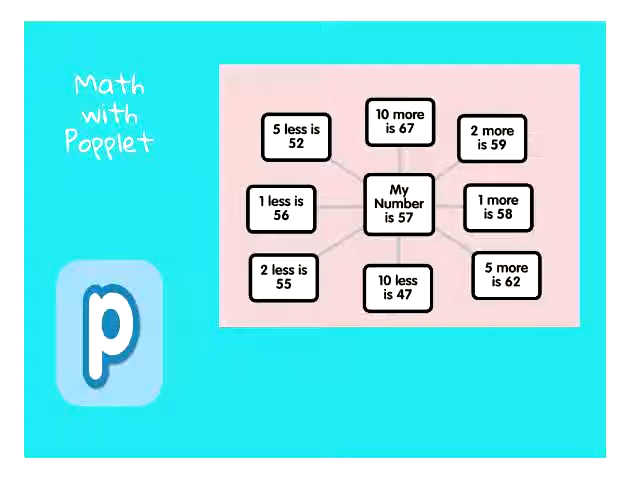 Math
with
Popplet
10 more
is 67
5 less is
52
2 more
is 59
My
Number
is 57
1 less is
56
1 more
is 58
2 less is
55
10 less
is 47
5 more
is 62
p